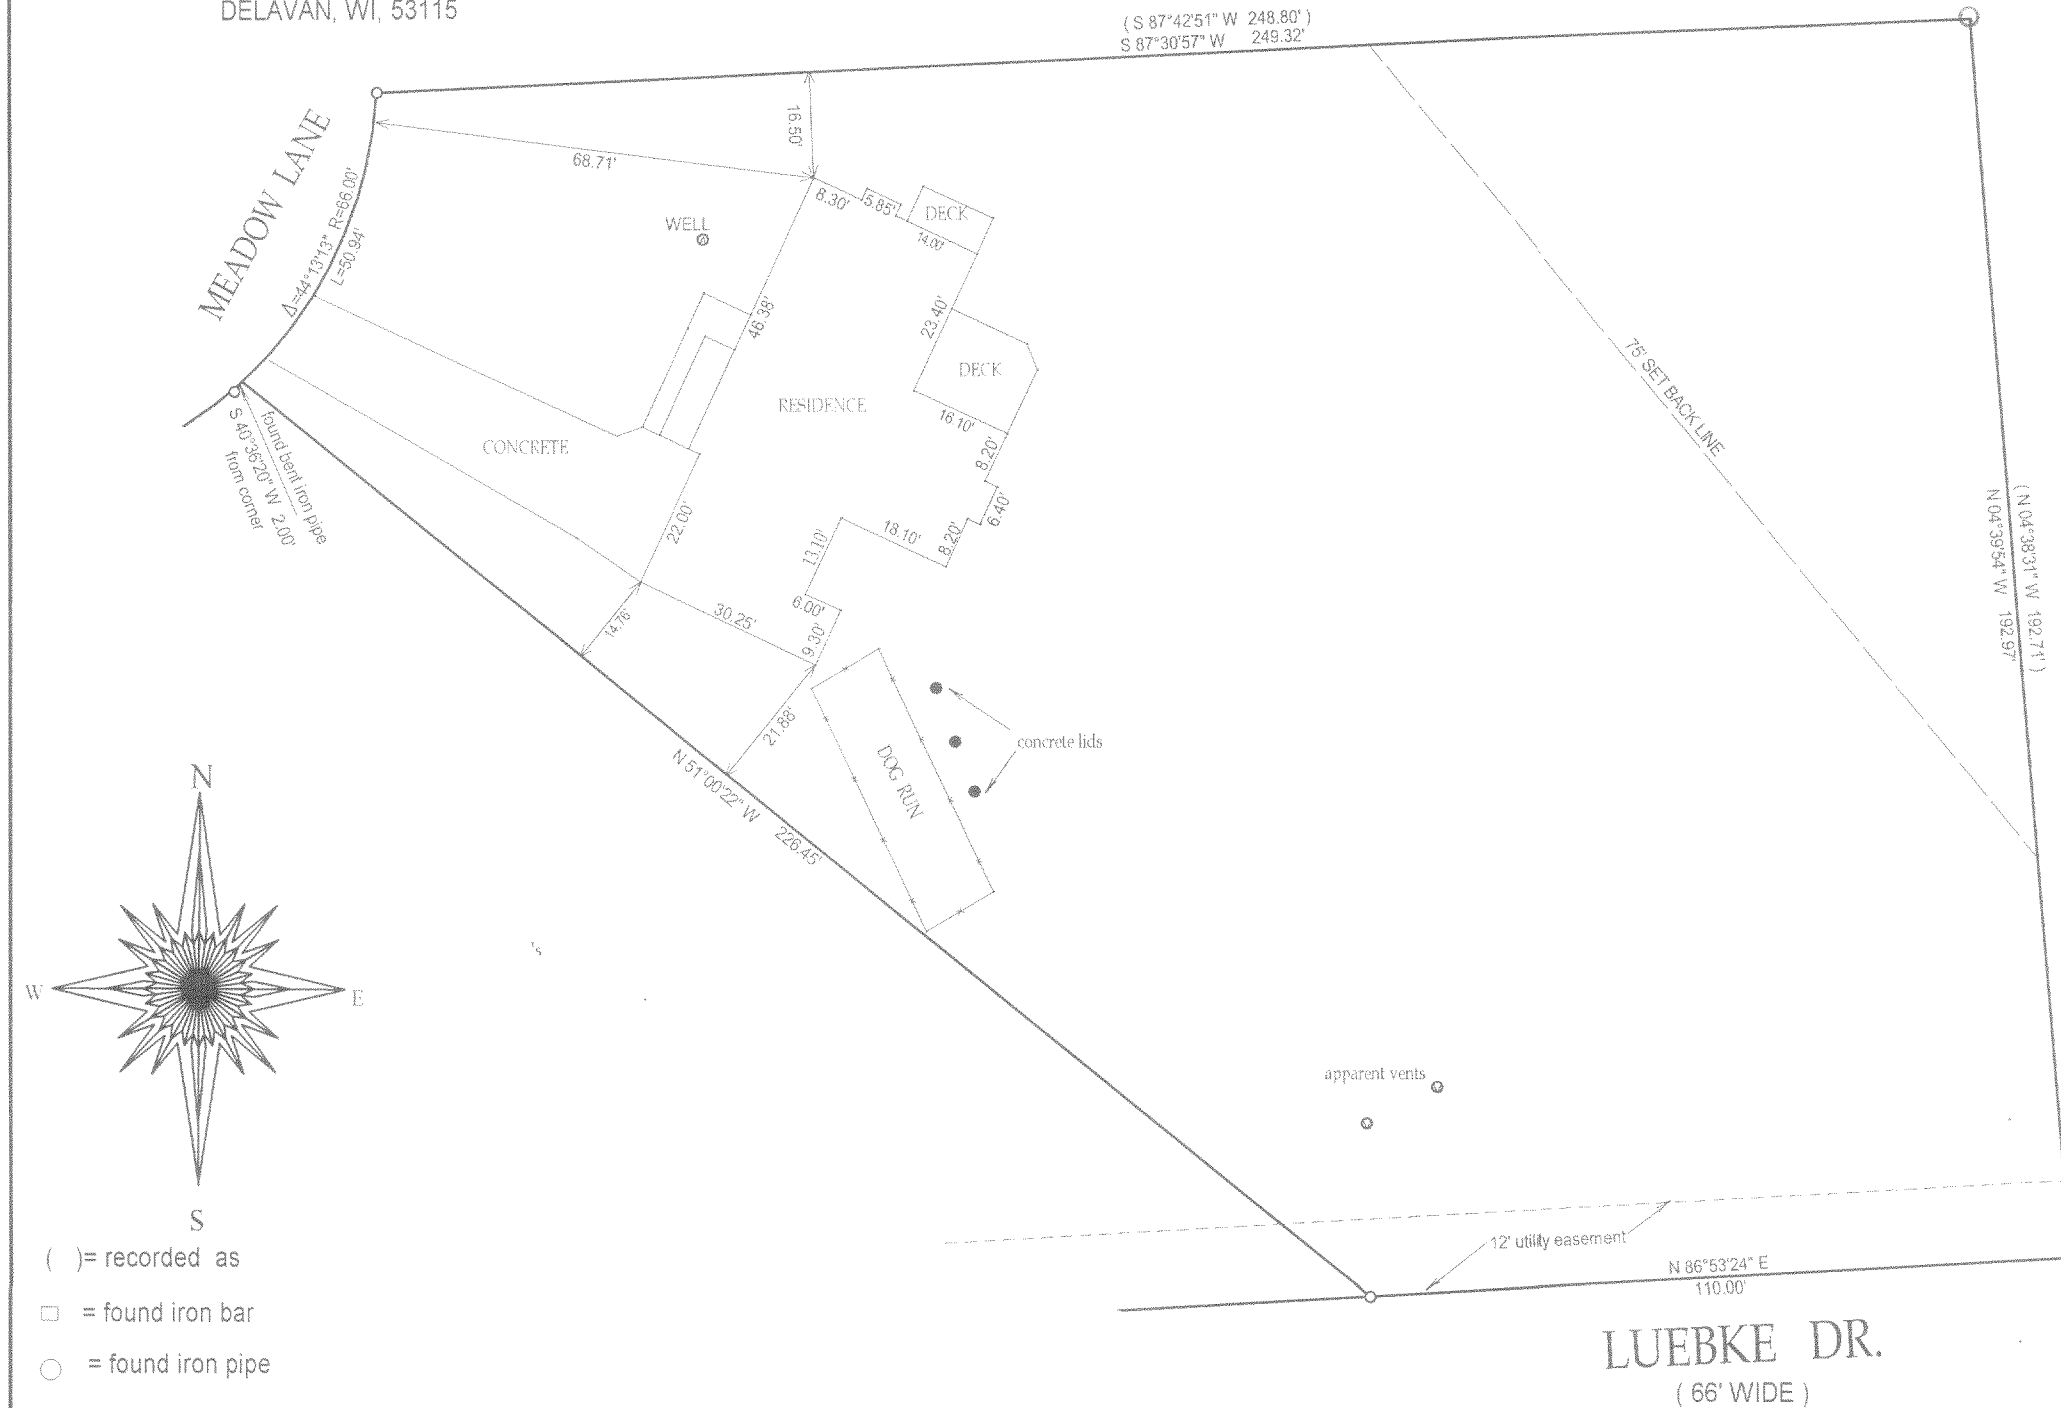 DELAVAN, WI, 53115
( S 87°42'51" W 248.80' )
S 87°30'57" W 249.32'
MEADOW LANE
Δ=44°13'13" R=66.00'
L=50.94'
68.71'
16.50'
WELL
8.30'
5.85'
DECK
14.00'
46.38'
23.40'
DECK
RESIDENCE
16.10'
8.20'
6.40'
75' SET BACK LINE
CONCRETE
found bent iron pipe
S 40°36'20" W 2.00'
from corner
22.00'
18.10'
8.20'
13.10'
6.00'
9.30'
30.25'
14.76'
21.88'
( N 04°38'31" W 192.71' )
N 04°39'54" W 192.97'
concrete lids
DOG RUN
N 51°00'22" W 226.45'
N
W
E
S
's
apparent vents
12' utility easement
N 86°53'24" E
110.00'
LUEBKE DR.
( 66' WIDE )
( )= recorded as
= found iron bar
= found iron pipe